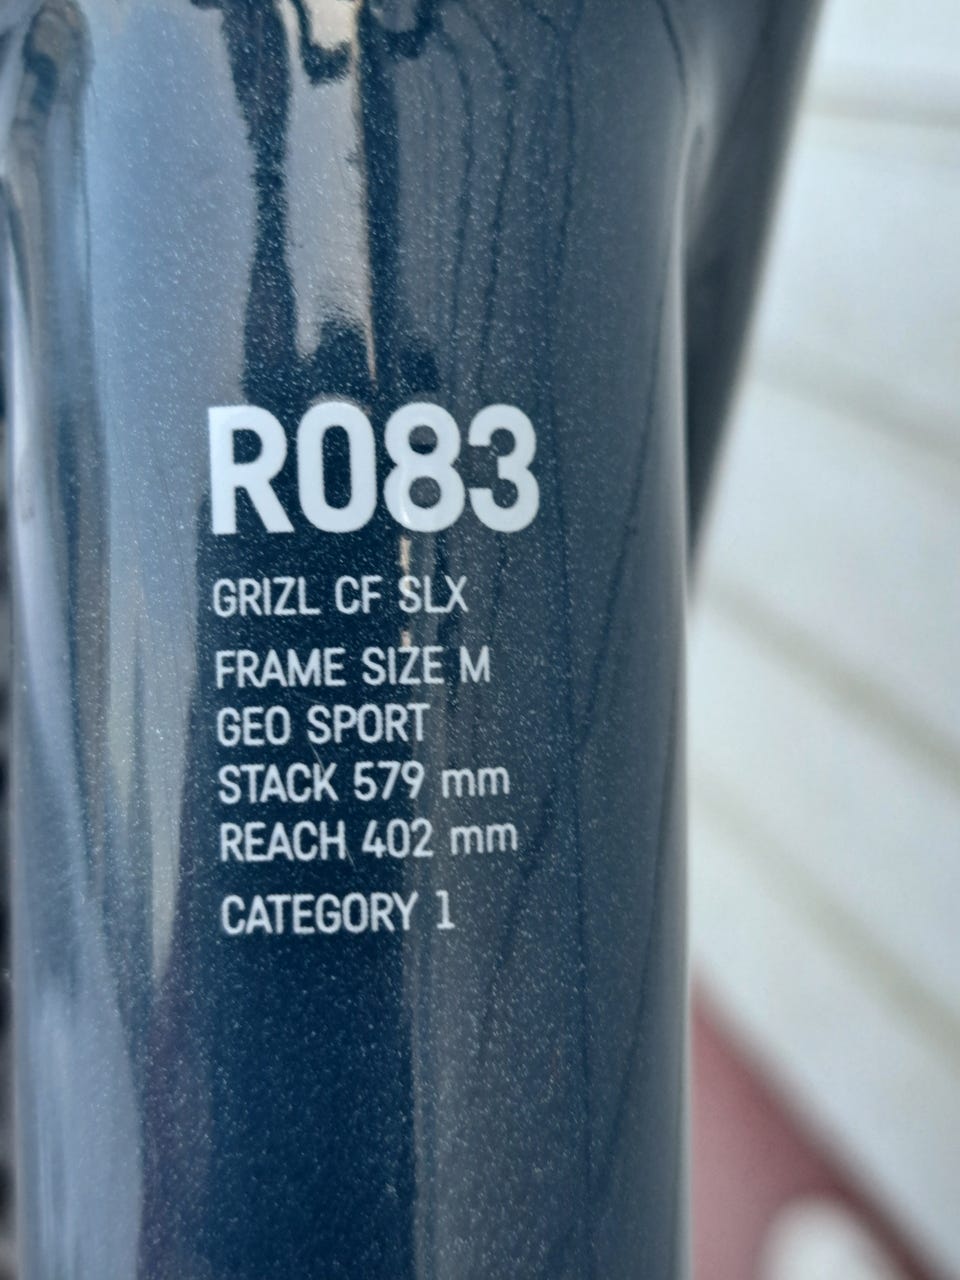 R083
GRIZL CF SLX
FRAME SIZE M
GEO SPORT
STACK 579 mm
REACH 402 mm
CATEGORY 1